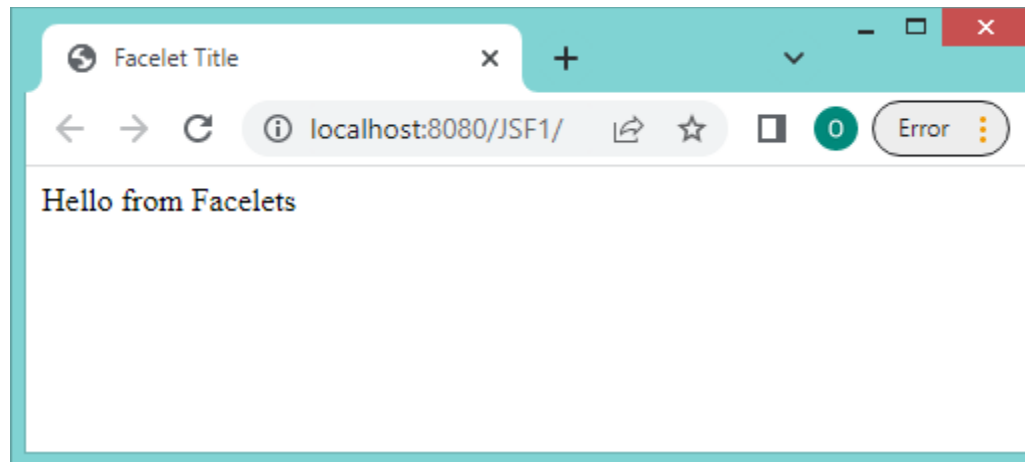 Facelet Title
localhost:8080/JSF1/
O
Error
Hello from Facelets